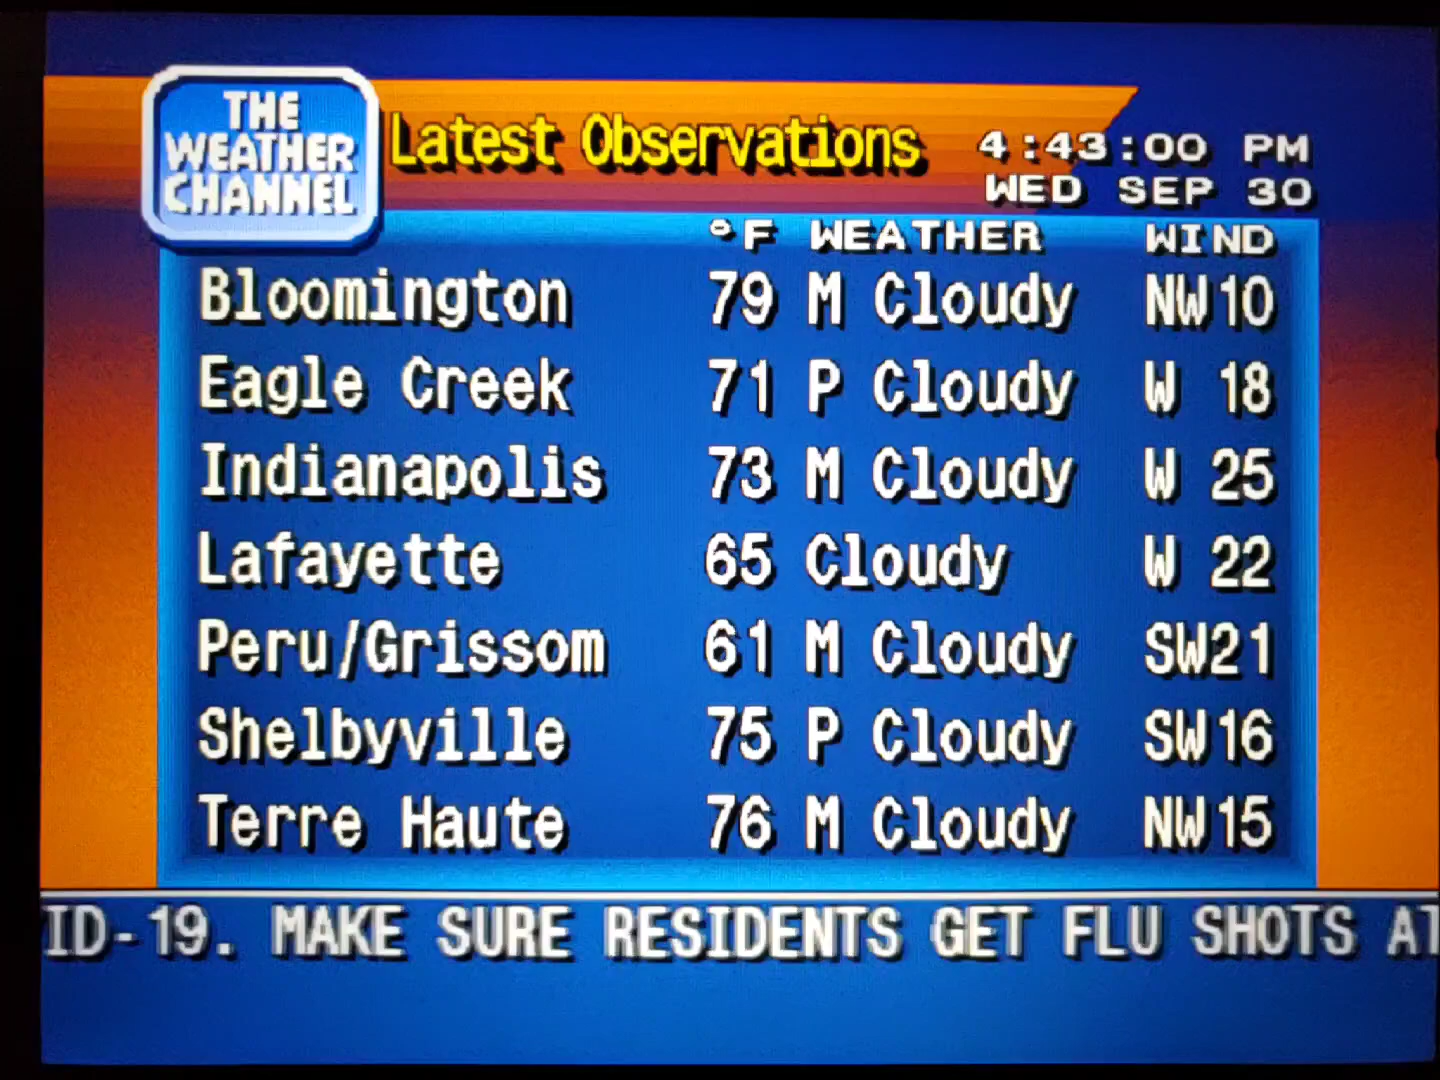 THE
WEATHER
CHANNEL
Latest Observations
4:43:00 PM
WED SEP 30
°F WEATHER WIND
Bloomington 79 M Cloudy NW10
Eagle Creek 71 P Cloudy W 18
Indianapolis 73 M Cloudy W 25
Lafayette 65 Cloudy W 22
Peru/Grissom 61 M Cloudy SW21
Shelbyville 75 P Cloudy SW16
Terre Haute 76 M Cloudy NW15
ID-19. MAKE SURE RESIDENTS GET FLU SHOTS AT